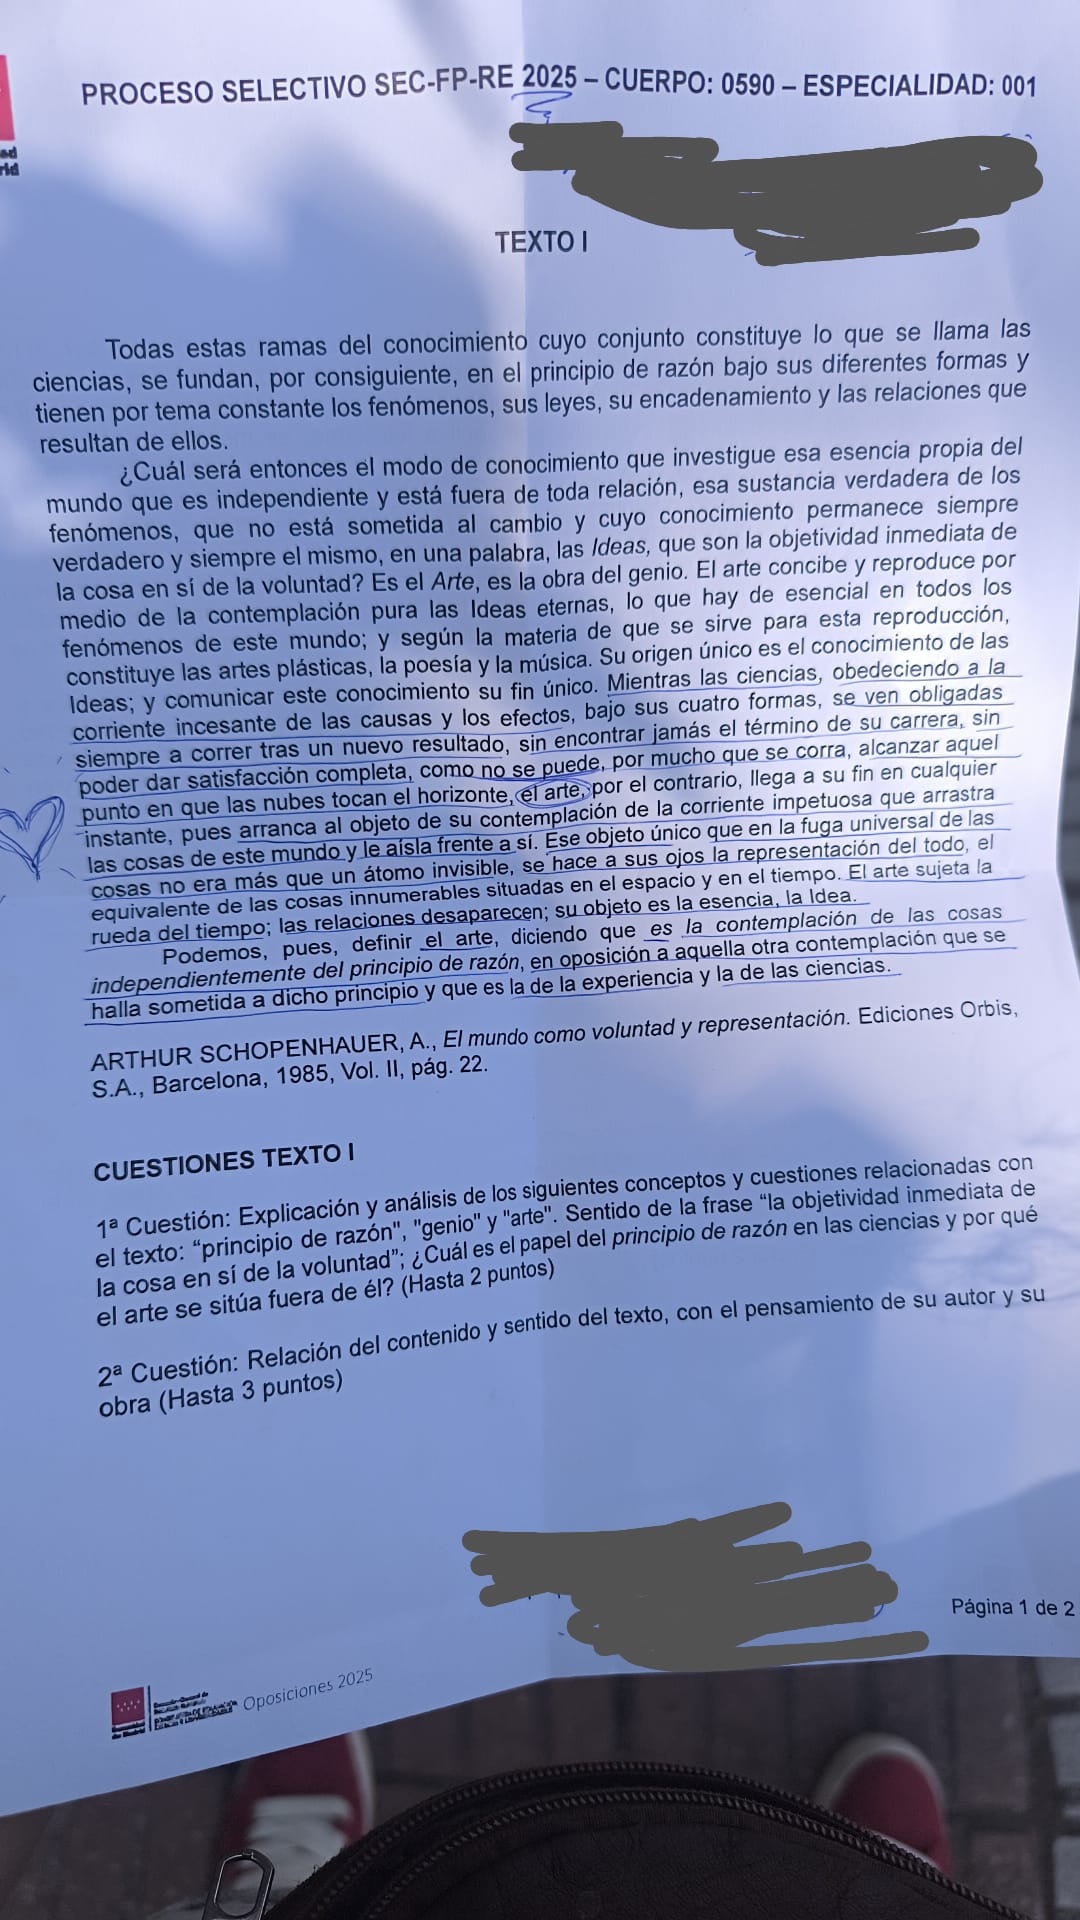 ad
rid
PROCESO SELECTIVO SEC-FP-RE 2025 – CUERPO: 0590 – ESPECIALIDAD: 001
TEXTO I
Todas estas ramas del conocimiento cuyo conjunto constituye lo que se llama las
ciencias, se fundan, por consiguiente, en el principio de razón bajo sus diferentes formas y
tienen por tema constante los fenómenos, sus leyes, su encadenamiento y las relaciones que
resultan de ellos.
¿Cuál será entonces el modo de conocimiento que investigue esa esencia propia del
mundo que es independiente y está fuera de toda relación, esa sustancia verdadera de los
fenómenos, que no está sometida al cambio y cuyo conocimiento permanece siempre
verdadero y siempre el mismo, en una palabra, las Ideas, que son la objetividad inmediata de
la cosa en sí de la voluntad? Es el Arte, es la obra del genio. El arte concibe y reproduce por
medio de la contemplación pura las Ideas eternas, lo que hay de esencial en todos los
fenómenos de este mundo; y según la materia de que se sirve para esta reproducción,
constituye las artes plásticas, la poesía y la música. Su origen único es el conocimiento de las
Ideas; y comunicar este conocimiento su fin único. Mientras las ciencias, obedeciendo a la
corriente incesante de las causas y los efectos, bajo sus cuatro formas, se ven obligadas
siempre a correr tras un nuevo resultado, sin encontrar jamás el término de su carrera, sin
poder dar satisfacción completa, como no se puede, por mucho que se corra, alcanzar aquel
punto en que las nubes tocan el horizonte, el arte, por el contrario, llega a su fin en cualquier
instante, pues arranca al objeto de su contemplación de la corriente impetuosa que arrastra
las cosas de este mundo y le aísla frente a sí. Ese objeto único que en la fuga universal de las
cosas no era más que un átomo invisible, se hace a sus ojos la representación del todo, el
equivalente de las cosas innumerables situadas en el espacio y en el tiempo. El arte sujeta la
rueda del tiempo; las relaciones desaparecen; su objeto es la esencia, la Idea.
Podemos, pues, definir el arte, diciendo que es la contemplación de las cosas
independientemente del principio de razón, en oposición a aquella otra contemplación que se
halla sometida a dicho principio y que es la de la experiencia y la de las ciencias.
ARTHUR SCHOPENHAUER, A., El mundo como voluntad y representación. Ediciones Orbis,
S.A., Barcelona, 1985, Vol. II, pág. 22.
CUESTIONES TEXTO I
1ª Cuestión: Explicación y análisis de los siguientes conceptos y cuestiones relacionadas con
el texto: “principio de razón", "genio" y "arte". Sentido de la frase “la objetividad inmediata de
la cosa en sí de la voluntad”; ¿Cuál es el papel del principio de razón en las ciencias y por qué
el arte se sitúa fuera de él? (Hasta 2 puntos)
2ª Cuestión: Relación del contenido y sentido del texto, con el pensamiento de su autor y su
obra (Hasta 3 puntos)
Página 1 de 2
Oposiciones 2025